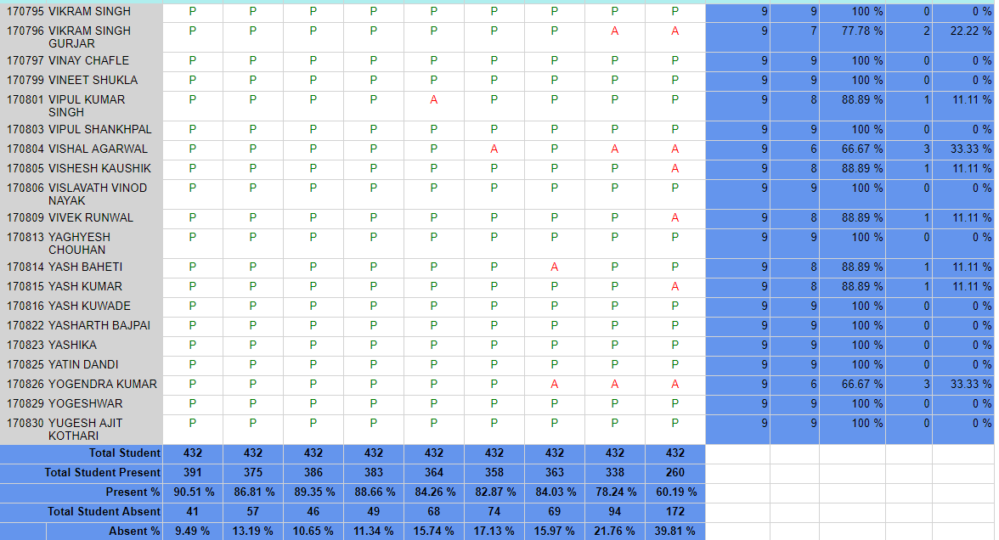 170795 VIKRAM SINGH P P P P P P P P P 9 9 100 % 0 0 %
170796 VIKRAM SINGH P P P P P P P A A 9 7 77.78 % 2 22.22 %
GURJAR
170797 VINAY CHAFLE P P P P P P P P P 9 9 100 % 0 0 %
170799 VINEET SHUKLA P P P P P P P P P 9 9 100 % 0 0 %
170801 VIPUL KUMAR P P P P A P P P P 9 8 88.89 % 1 11.11 %
SINGH
170803 VIPUL SHANKHPAL P P P P P P P P P 9 9 100 % 0 0 %
170804 VISHAL AGARWAL P P P P P A P A A 9 6 66.67 % 3 33.33 %
170805 VISHESH KAUSHIK P P P P P P P P A 9 8 88.89 % 1 11.11 %
170806 VISLAVATH VINOD P P P P P P P P P 9 9 100 % 0 0 %
NAYAK
170809 VIVEK RUNWAL P P P P P P P P A 9 8 88.89 % 1 11.11 %
170813 YAGHYESH P P P P P P P P P 9 9 100 % 0 0 %
CHOUHAN
170814 YASH BAHETI P P P P P P A P P 9 8 88.89 % 1 11.11 %
170815 YASH KUMAR P P P P P P P P A 9 8 88.89 % 1 11.11 %
170816 YASH KUWADE P P P P P P P P P 9 9 100 % 0 0 %
170822 YASHARTH BAJPAI P P P P P P P P P 9 9 100 % 0 0 %
170823 YASHIKA P P P P P P P P P 9 9 100 % 0 0 %
170825 YATIN DANDI P P P P P P P P P 9 9 100 % 0 0 %
170826 YOGENDRA KUMAR P P P P P P A A A 9 6 66.67 % 3 33.33 %
170829 YOGESHWAR P P P P P P P P P 9 9 100 % 0 0 %
170830 YUGESH AJIT P P P P P P P P P 9 9 100 % 0 0 %
KOTHARI
Total Student 432 432 432 432 432 432 432 432 432
Total Student Present 391 375 386 383 364 358 363 338 260
Present % 90.51 % 86.81 % 89.35 % 88.66 % 84.26 % 82.87 % 84.03 % 78.24 % 60.19 %
Total Student Absent 41 57 46 49 68 74 69 94 172
Absent % 9.49 % 13.19 % 10.65 % 11.34 % 15.74 % 17.13 % 15.97 % 21.76 % 39.81 %